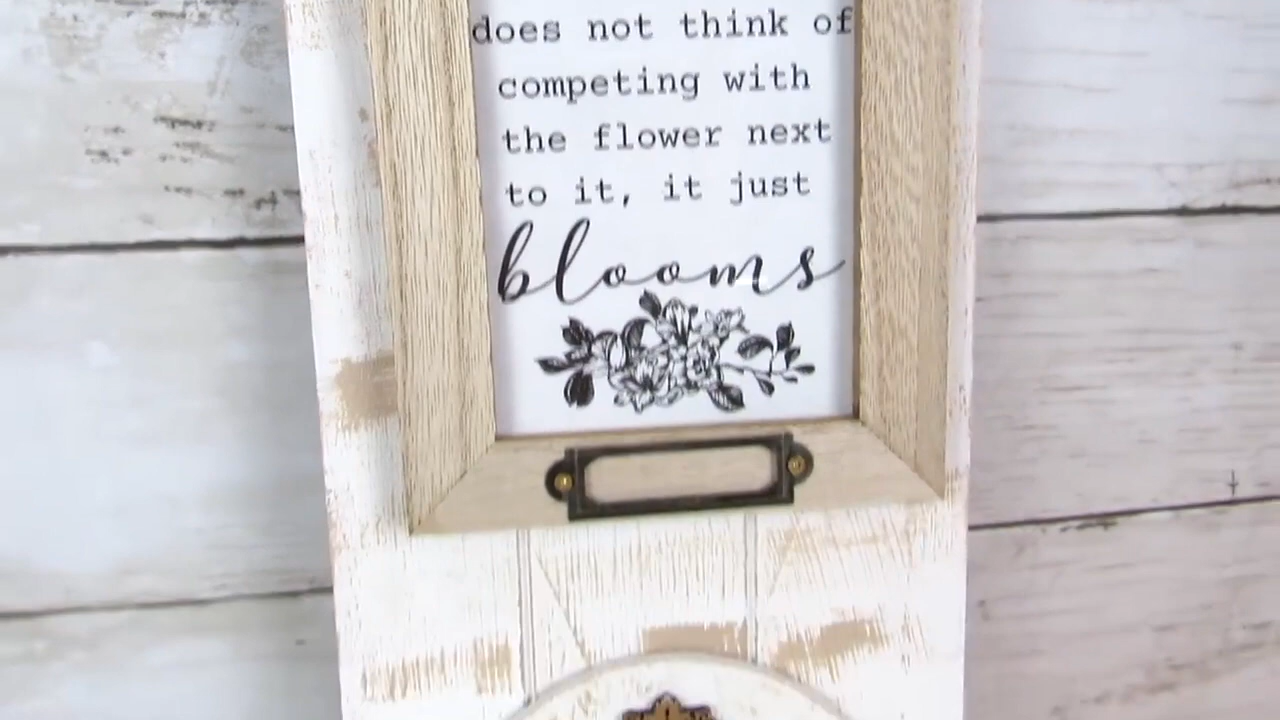 does not think of
competing with
the flower next
to it, it just
blooms